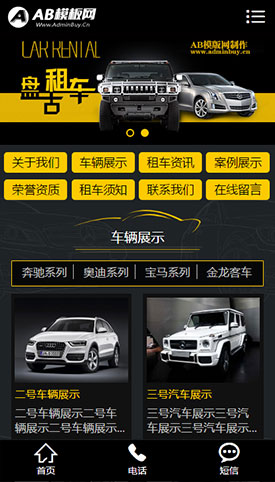 AB模板网
Www.AdminBuy.Cn
CAR RENTAL
盘古租车
AB模版网制作
www.adminbuy.cn
关于我们 车辆展示 租车资讯 案例展示
荣誉资质 租车须知 联系我们 在线留言
车辆展示
奔驰系列 奥迪系列 宝马系列 金龙客车
二号车辆展示 三号汽车展示
二号车辆展示二号车 三号汽车展示三号汽
辆展示二号车辆展示... 车展示三号汽车展示...
首页 电话 短信